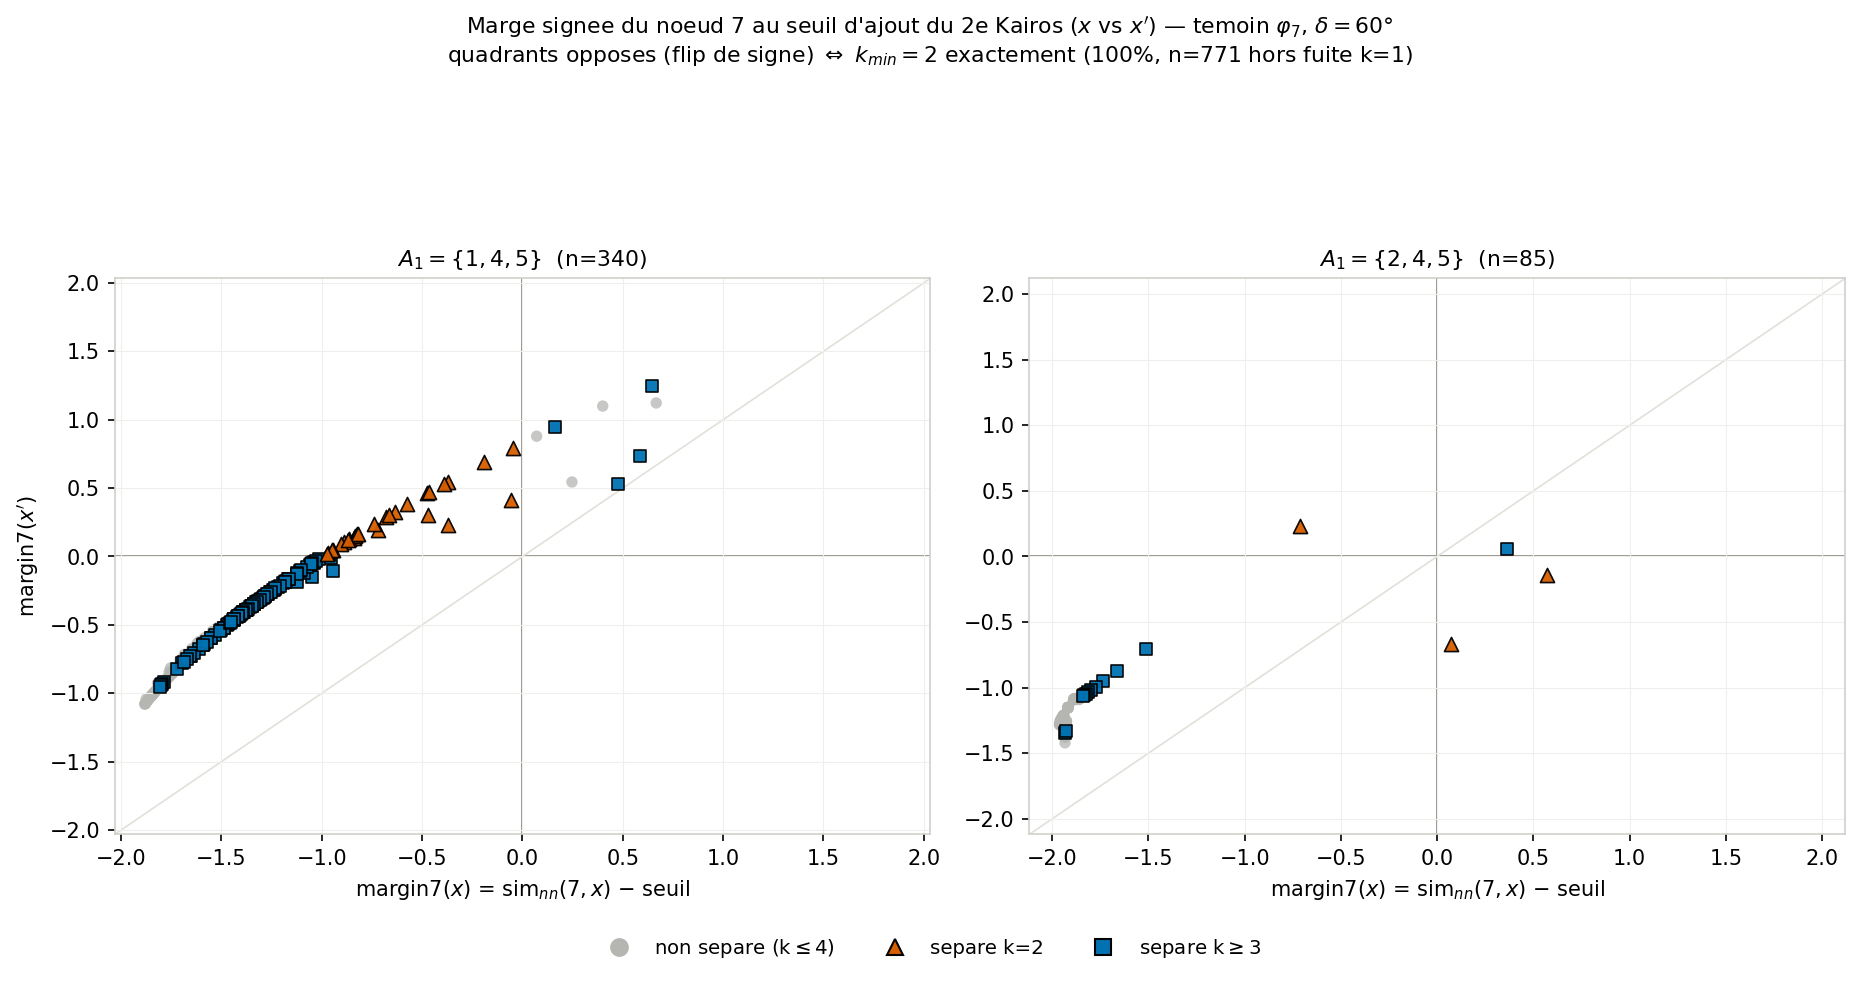 Marge signee du noeud 7 au seuil d'ajout du 2e Kairos (x vs x′) — temoin φ₇, δ = 60°
quadrants opposes (flip de signe) ⇔ kₘᵢₙ = 2 exactement (100%, n=771 hors fuite k=1)
A₁ = {1, 4, 5} (n=340)
A₁ = {2, 4, 5} (n=85)
margin7(x′)
2.0
1.5
1.0
0.5
0.0
−0.5
−1.0
−1.5
−2.0
2.0
1.5
1.0
0.5
0.0
−0.5
−1.0
−1.5
−2.0
−2.0 −1.5 −1.0 −0.5 0.0 0.5 1.0 1.5 2.0
−2.0 −1.5 −1.0 −0.5 0.0 0.5 1.0 1.5 2.0
margin7(x) = simₙₙ(7, x) − seuil
margin7(x) = simₙₙ(7, x) − seuil
non separe (k ≤ 4)
separe k=2
separe k ≥ 3